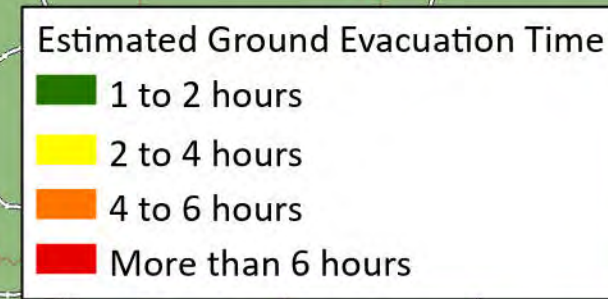 Estimated Ground Evacuation Time
1 to 2 hours
2 to 4 hours
4 to 6 hours
More than 6 hours